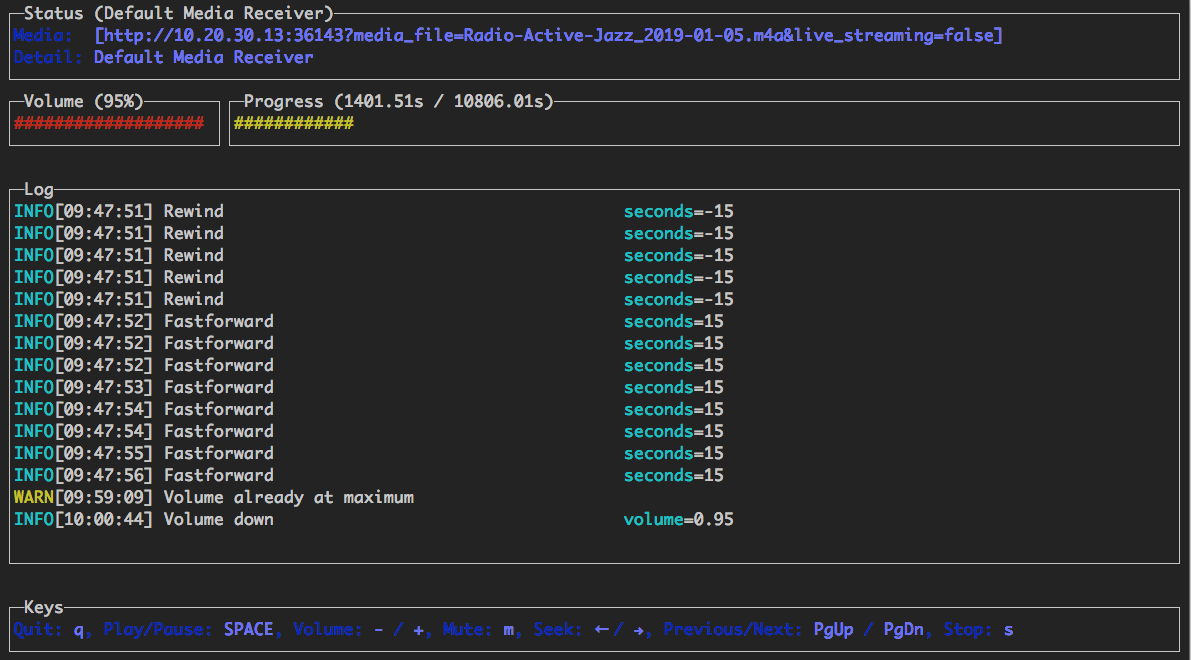 Status (Default Media Receiver)
Media: [http://10.20.30.13:36143?media_file=Radio-Active-Jazz_2019-01-05.m4a&live_streaming=false]
Detail: Default Media Receiver
Volume (95%) Progress (1401.51s / 10806.01s)
################### ############
Log
INFO[09:47:51] Rewind seconds=-15
INFO[09:47:51] Rewind seconds=-15
INFO[09:47:51] Rewind seconds=-15
INFO[09:47:51] Rewind seconds=-15
INFO[09:47:51] Rewind seconds=-15
INFO[09:47:52] Fastforward seconds=15
INFO[09:47:52] Fastforward seconds=15
INFO[09:47:52] Fastforward seconds=15
INFO[09:47:53] Fastforward seconds=15
INFO[09:47:54] Fastforward seconds=15
INFO[09:47:54] Fastforward seconds=15
INFO[09:47:55] Fastforward seconds=15
INFO[09:47:56] Fastforward seconds=15
WARN[09:59:09] Volume already at maximum
INFO[10:00:44] Volume down volume=0.95
Keys
Quit: q, Play/Pause: SPACE, Volume: - / +, Mute: m, Seek: ←/ →, Previous/Next: PgUp / PgDn, Stop: s